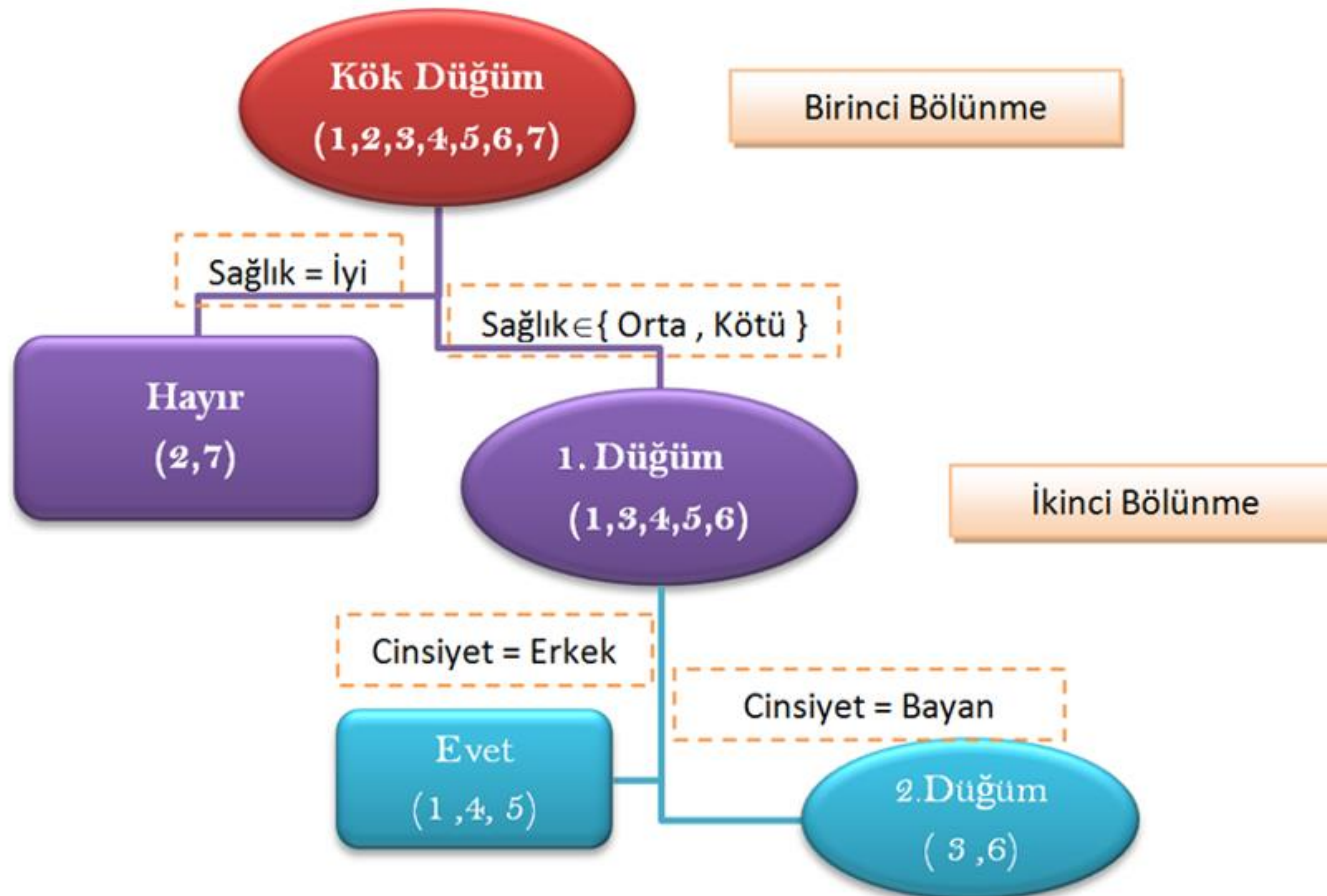 Kök Düğüm
(1,2,3,4,5,6,7)
Birinci Bölünme
Sağlık = İyi
Sağlık∈{ Orta , Kötü }
Hayır
(2,7)
1. Düğüm
(1,3,4,5,6)
İkinci Bölünme
Cinsiyet = Erkek
Cinsiyet = Bayan
Evet
(1 ,4, 5)
2.Düğüm
( 3 ,6)